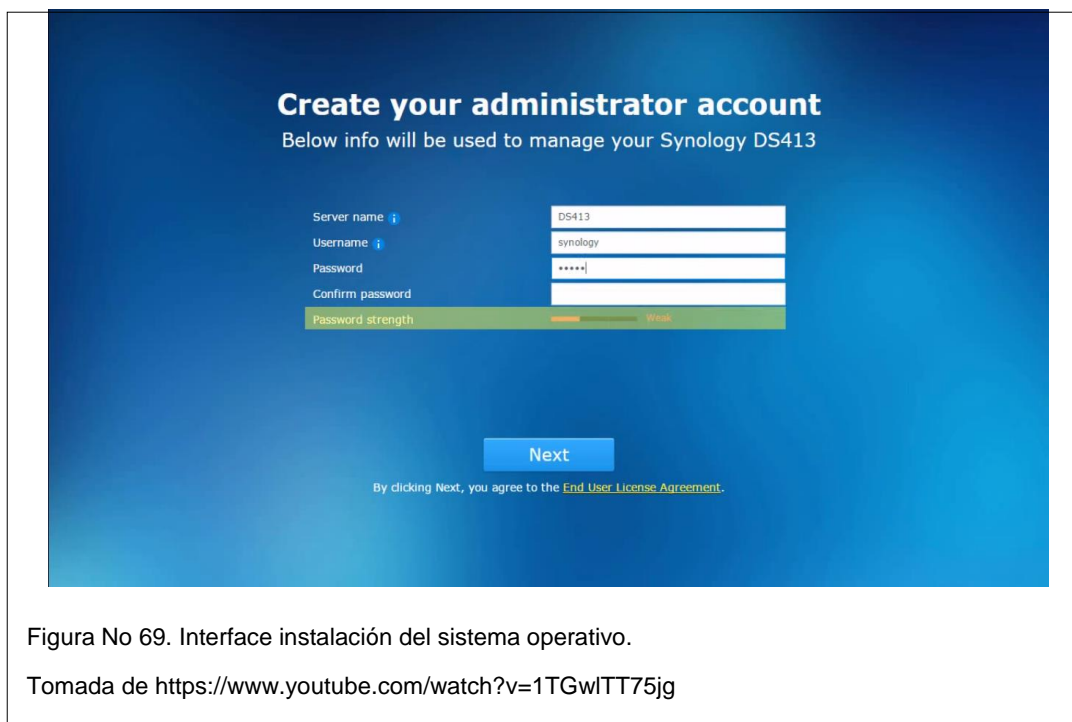 Create your administrator account
Below info will be used to manage your Synology DS413
Server name i DS413
Username i synology
Password •••••
Confirm password
Password strength Weak
Next
By clicking Next, you agree to the End User License Agreement.
Figura No 69. Interface instalación del sistema operativo.
Tomada de https://www.youtube.com/watch?v=1TGwlTT75jg